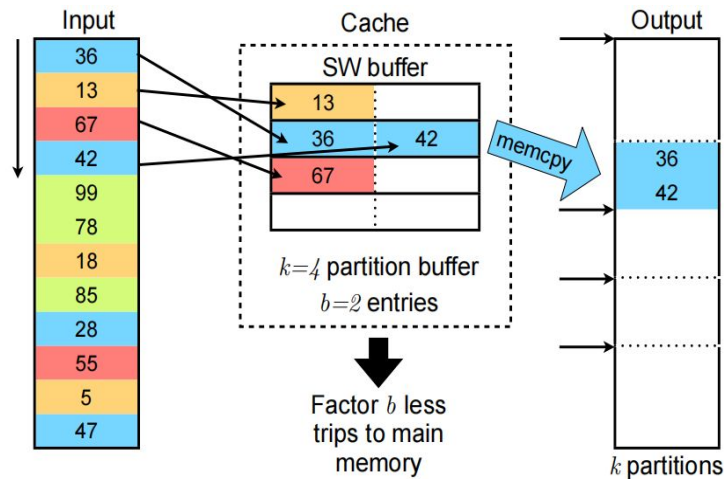 Input
36
13
67
42
99
78
18
85
28
55
5
47
Cache
SW buffer
13
36 42
67
k=4 partition buffer
b=2 entries
Factor b less
trips to main
memory
memcpy
Output
36
42
k partitions